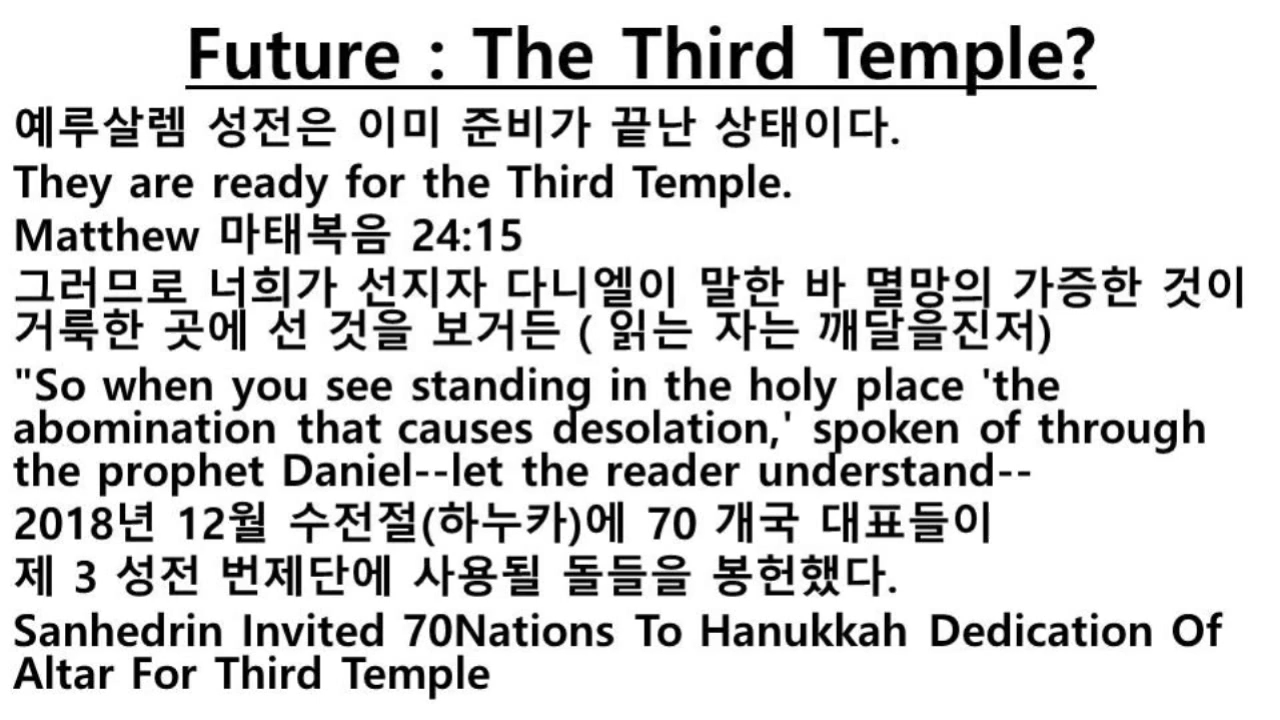 Future : The Third Temple?
예루살렘 성전은 이미 준비가 끝난 상태이다.
They are ready for the Third Temple.
Matthew 마태복음 24:15
그러므로 너희가 선지자 다니엘이 말한 바 멸망의 가증한 것이
거룩한 곳에 선 것을 보거든 ( 읽는 자는 깨달을진저)
"So when you see standing in the holy place 'the
abomination that causes desolation,' spoken of through
the prophet Daniel--let the reader understand--
2018년 12월 수전절(하누카)에 70 개국 대표들이
제 3 성전 번제단에 사용될 돌들을 봉헌했다.
Sanhedrin Invited 70Nations To Hanukkah Dedication Of
Altar For Third Temple